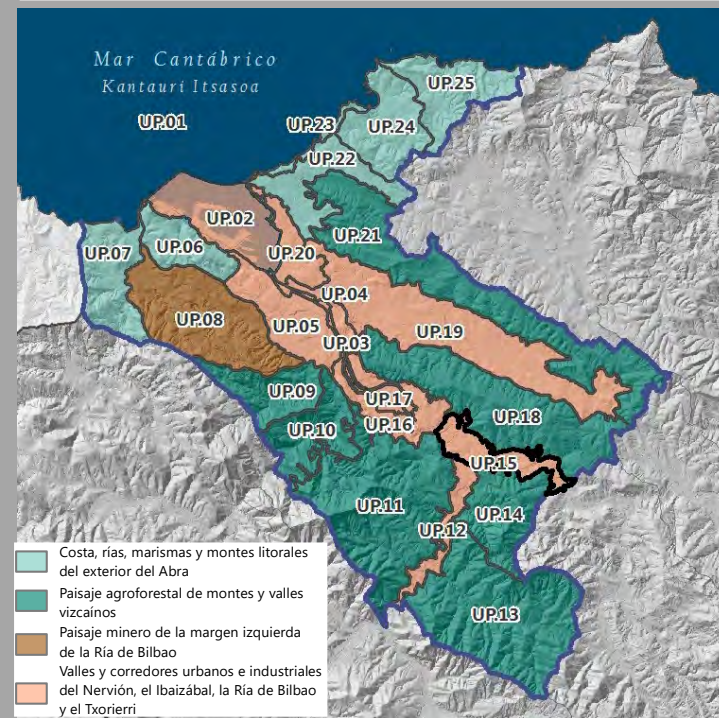 Mar Cantábrico
Kantauri Itsasoa
UP.01
UP.23
UP.25
UP.24
UP.22
UP.02
UP.07
UP.06
UP.20
UP.21
UP.04
UP.08
UP.05
UP.03
UP.19
UP.09
UP.17
UP.18
UP.10
UP.16
UP.15
UP.11
UP.12
UP.14
UP.13
Costa, rías, marismas y montes litorales
del exterior del Abra
Paisaje agroforestal de montes y valles
vizcaínos
Paisaje minero de la margen izquierda
de la Ría de Bilbao
Valles y corredores urbanos e industriales
del Nervión, el Ibaizábal, la Ría de Bilbao
y el Txorierri